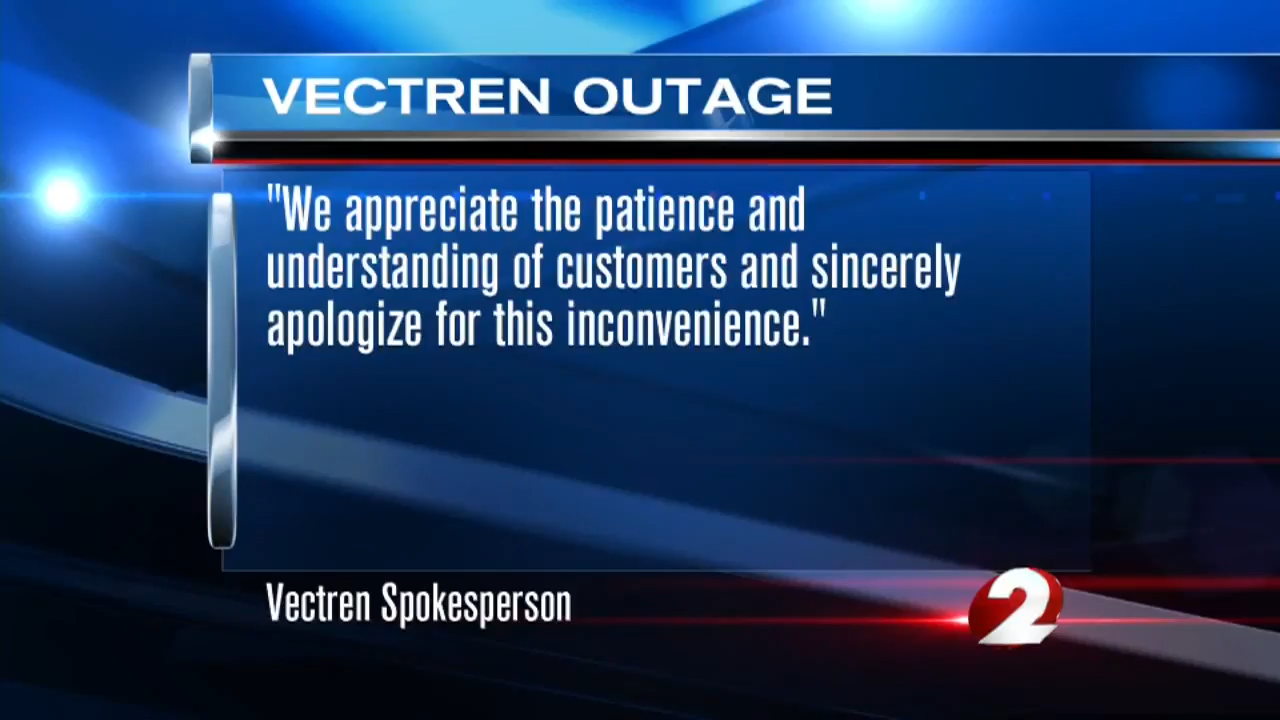 VECTREN OUTAGE
"We appreciate the patience and
understanding of customers and sincerely
apologize for this inconvenience."
Vectren Spokesperson
2